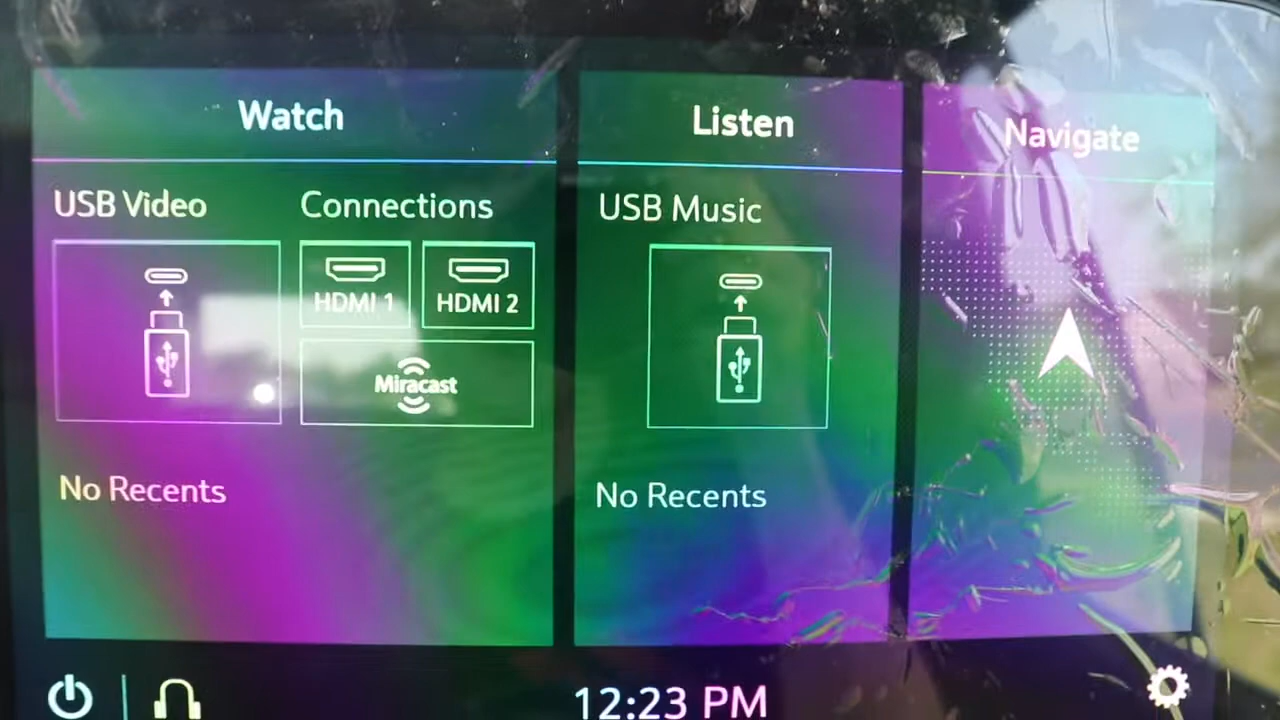 Watch
USB Video
Connections
HDMI 1
HDMI 2
Miracast
No Recents
Listen
USB Music
No Recents
Navigate
12:23 PM